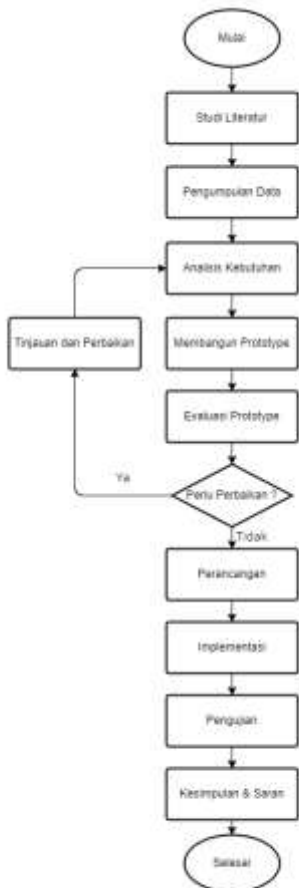 Mulai
Studi Literatur
Pengumpulan Data
Analisis Kebutuhan
Tinjauan dan Perbaikan
Membangun Prototype
Evaluasi Prototype
Ya
Perlu Perbaikan ?
Tidak
Perancangan
Implementasi
Pengujian
Kesimpulan & Saran
Selesai